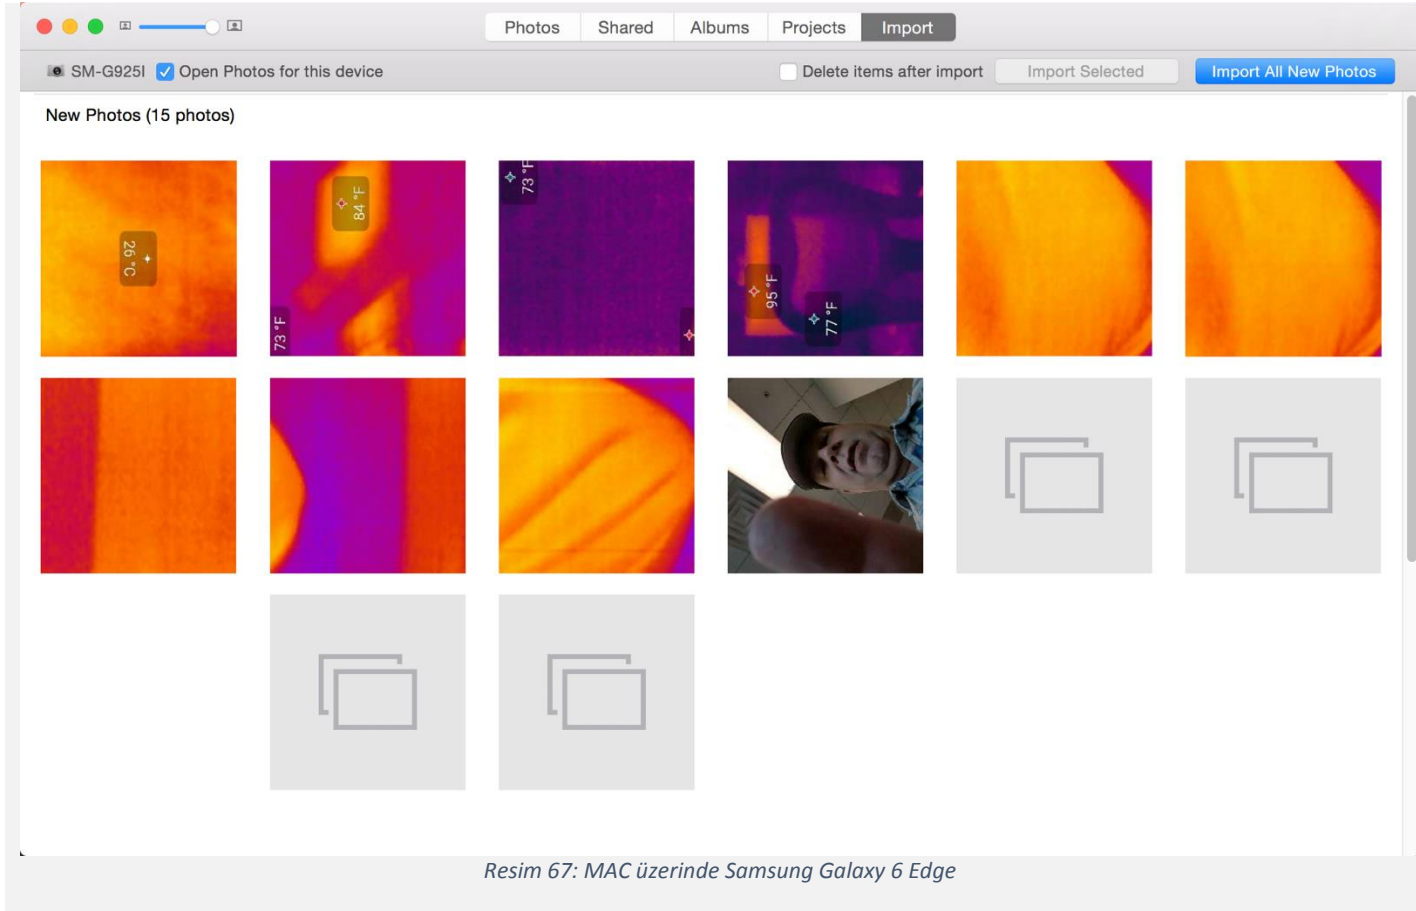 Photos Shared Albums Projects Import
SM-G925I Open Photos for this device Delete items after import Import Selected Import All New Photos
New Photos (15 photos)
26 °C
84 °F
73 °F
73 °F
95 °F
77 °F
Resim 67: MAC üzerinde Samsung Galaxy 6 Edge